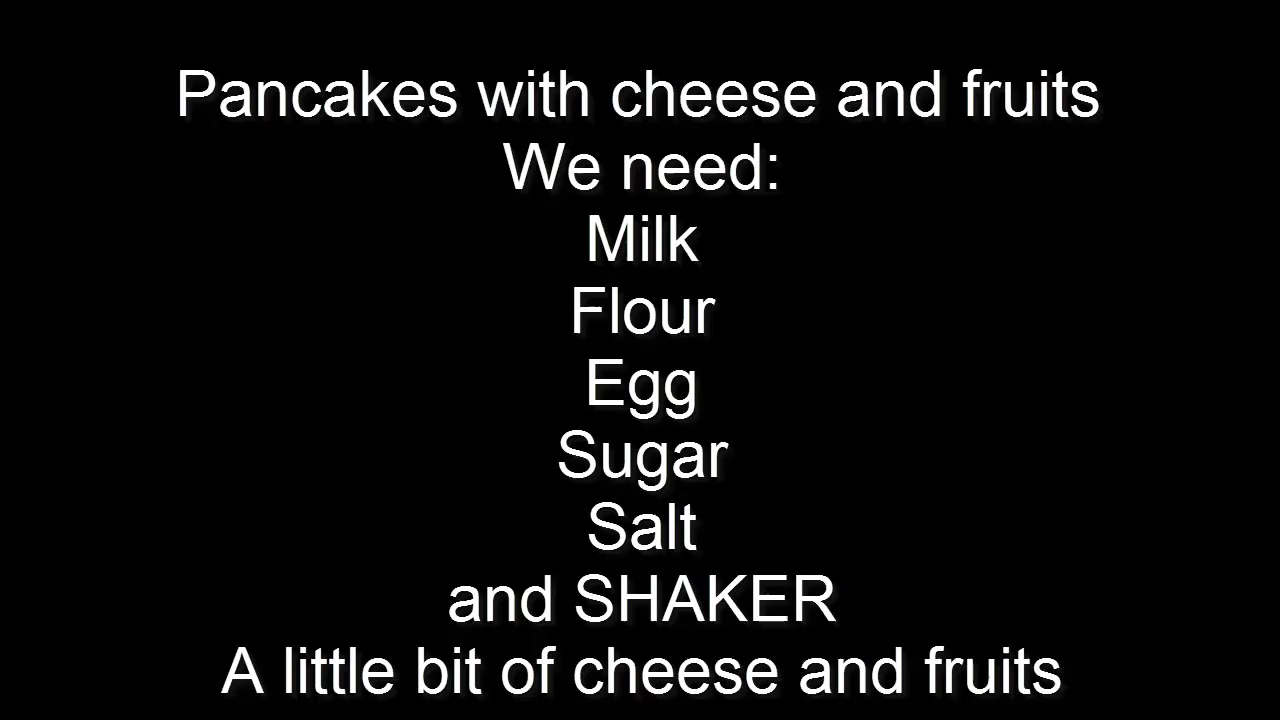 Pancakes with cheese and fruits
We need:
Milk
Flour
Egg
Sugar
Salt
and SHAKER
A little bit of cheese and fruits